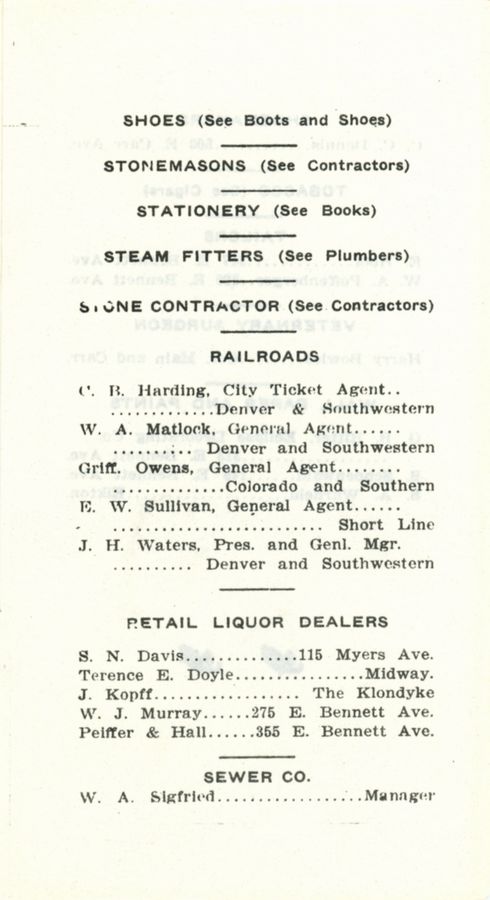 SHOES (See Boots and Shoes)
STONEMASONS (See Contractors)
STATIONERY (See Books)
STEAM FITTERS (See Plumbers)
STONE CONTRACTOR (See Contractors)
RAILROADS
C. B. Harding, City Ticket Agent..
............Denver & Southwestern
W. A. Matlock, General Agent......
.......... Denver and Southwestern
Griff. Owens, General Agent........
.............Colorado and Southern
E. W. Sullivan, General Agent......
.......................... Short Line
J. H. Waters, Pres. and Genl. Mgr.
.......... Denver and Southwestern
RETAIL LIQUOR DEALERS
S. N. Davis..............115 Myers Ave.
Terence E. Doyle................Midway.
J. Kopff.................. The Klondyke
W. J. Murray......275 E. Bennett Ave.
Peiffer & Hall......355 E. Bennett Ave.
SEWER CO.
W. A. Sigfried..................Manager